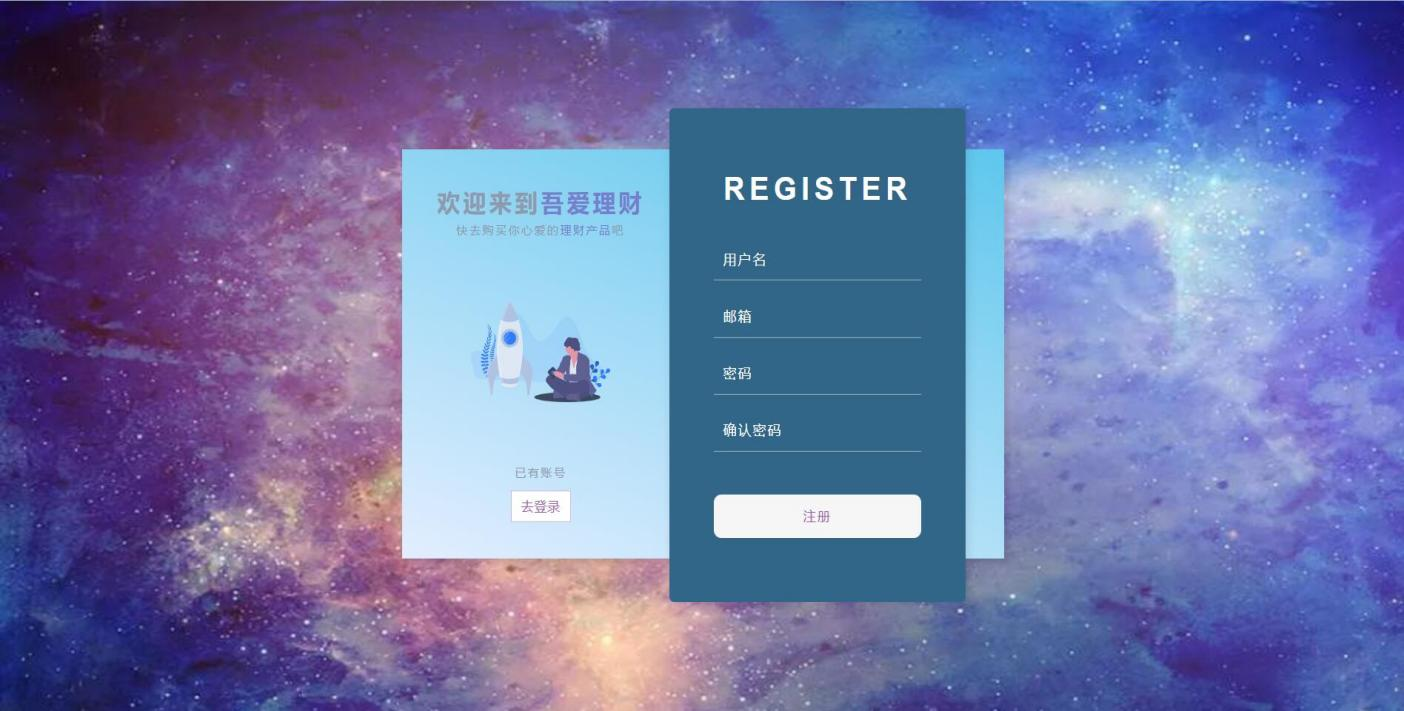 欢迎来到吾爱理财
快去购买你心爱的理财产品吧
已有账号
去登录
REGISTER
用户名
邮箱
密码
确认密码
注册